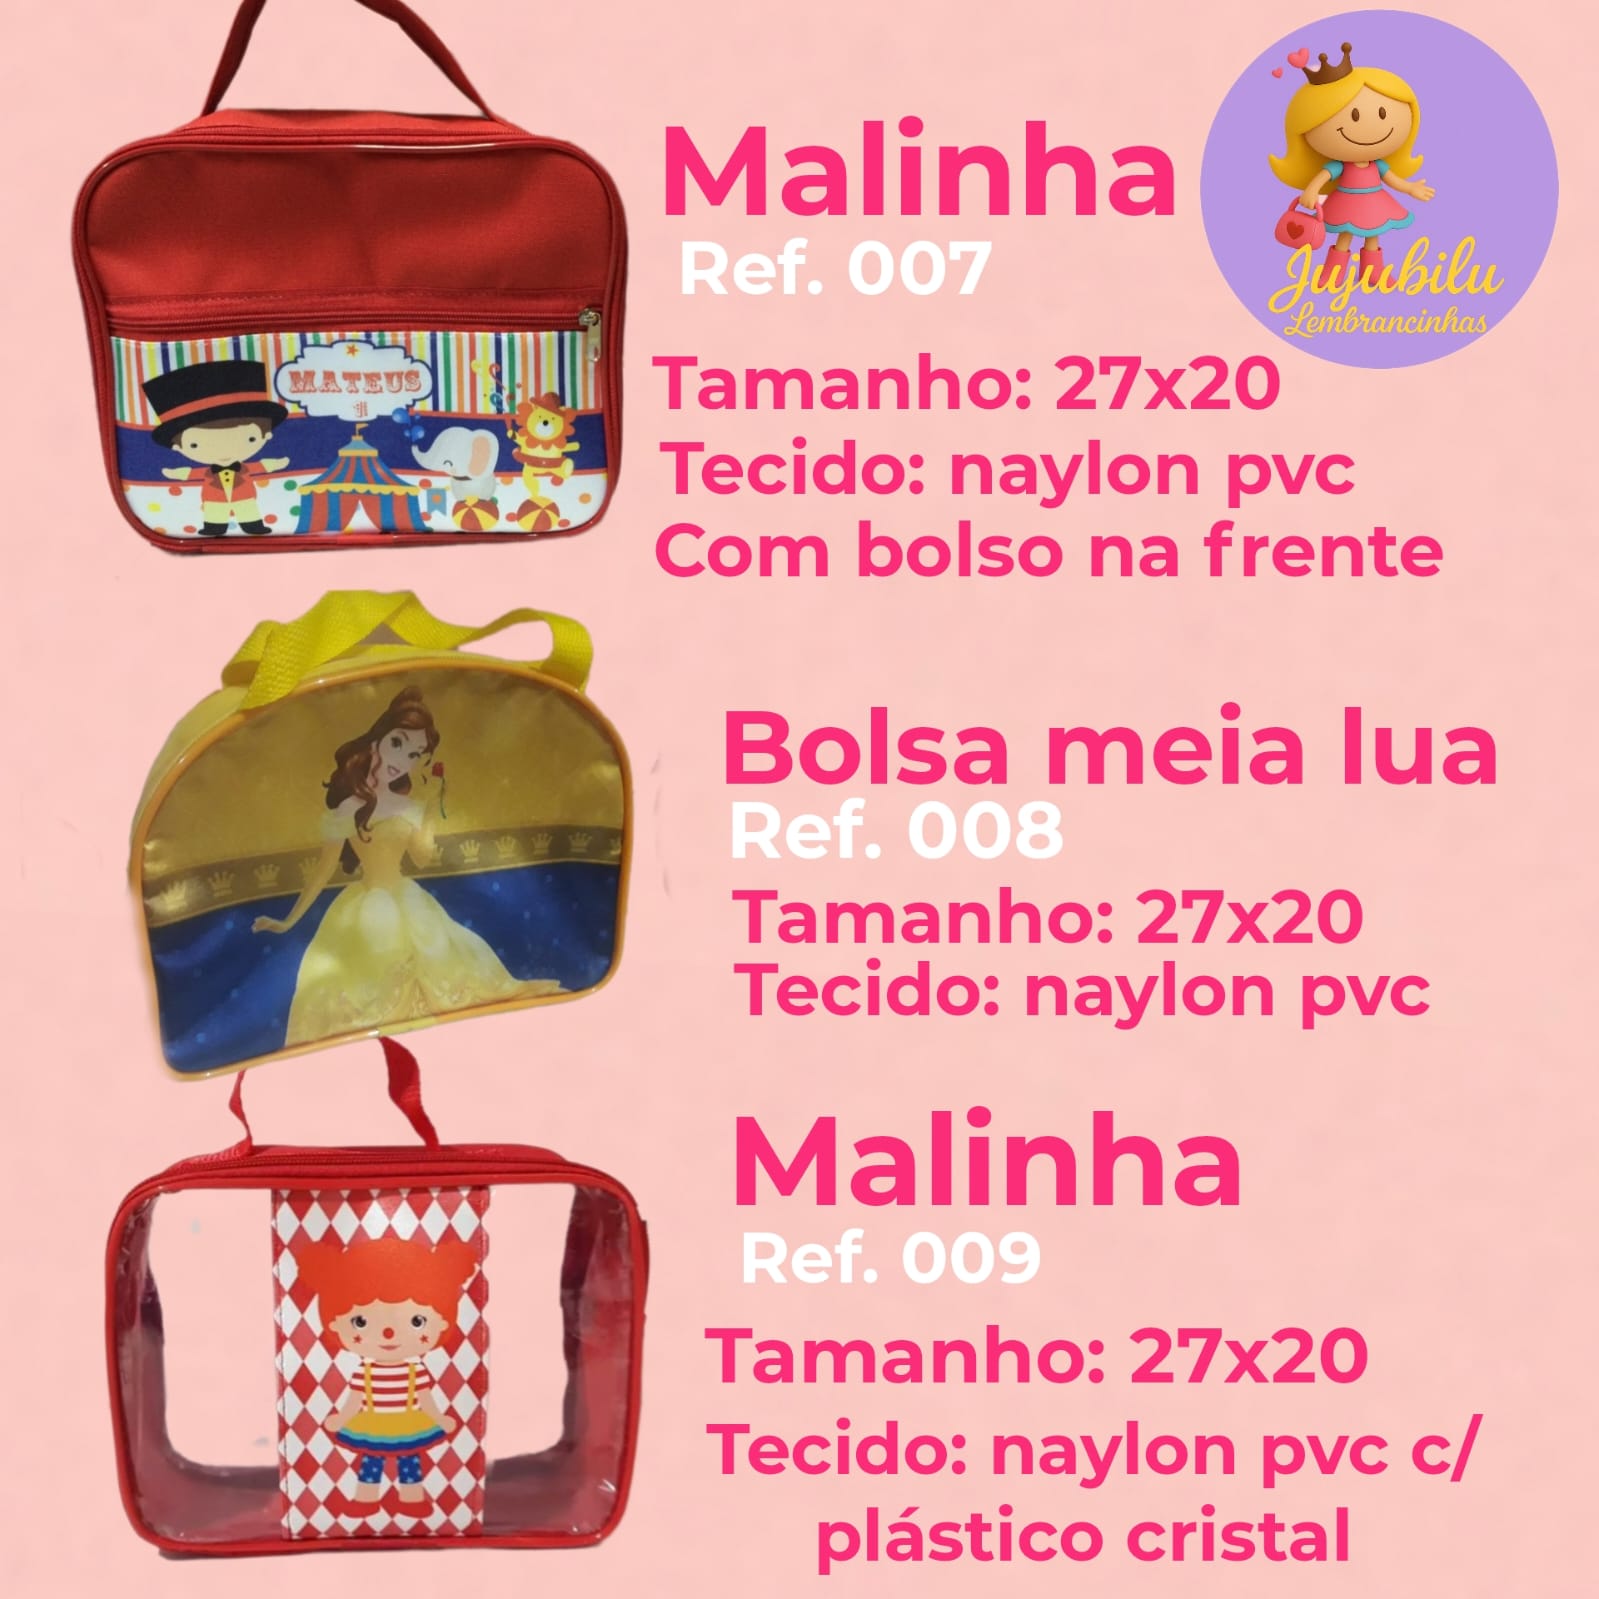 Malinha
Ref. 007
Jujubilu
Lembrancinhas
Tamanho: 27x20
Tecido: naylon pvc
Com bolso na frente
MATEUS
1
Bolsa meia lua
Ref. 008
Tamanho: 27x20
Tecido: naylon pvc
Malinha
Ref. 009
Tamanho: 27x20
Tecido: naylon pvc c/
plástico cristal